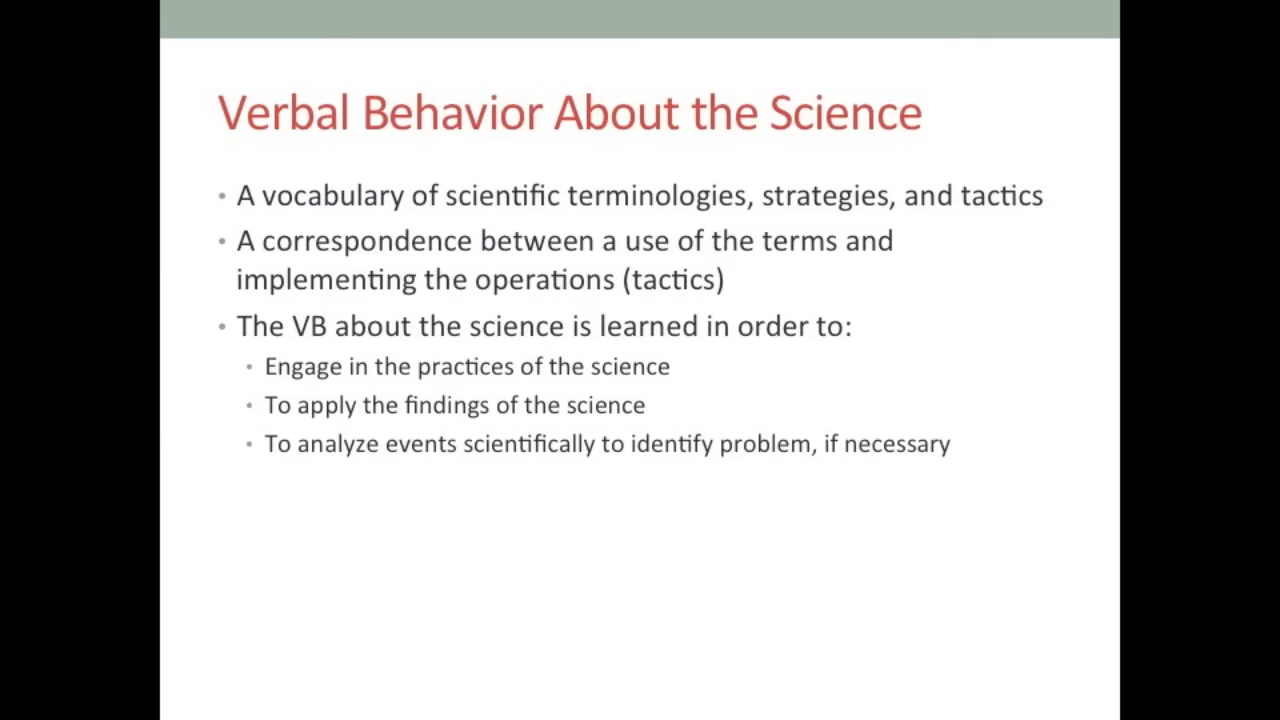 Verbal Behavior About the Science
• A vocabulary of scientific terminologies, strategies, and tactics
• A correspondence between a use of the terms and
implementing the operations (tactics)
• The VB about the science is learned in order to:
• Engage in the practices of the science
• To apply the findings of the science
• To analyze events scientifically to identify problem, if necessary